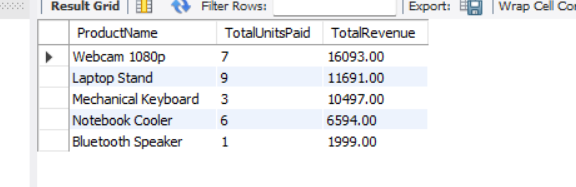 Result Grid Filter Rows: Export: Wrap Cell Co
ProductName TotalUnitsPaid TotalRevenue
Webcam 1080p 7 16093.00
Laptop Stand 9 11691.00
Mechanical Keyboard 3 10497.00
Notebook Cooler 6 6594.00
Bluetooth Speaker 1 1999.00